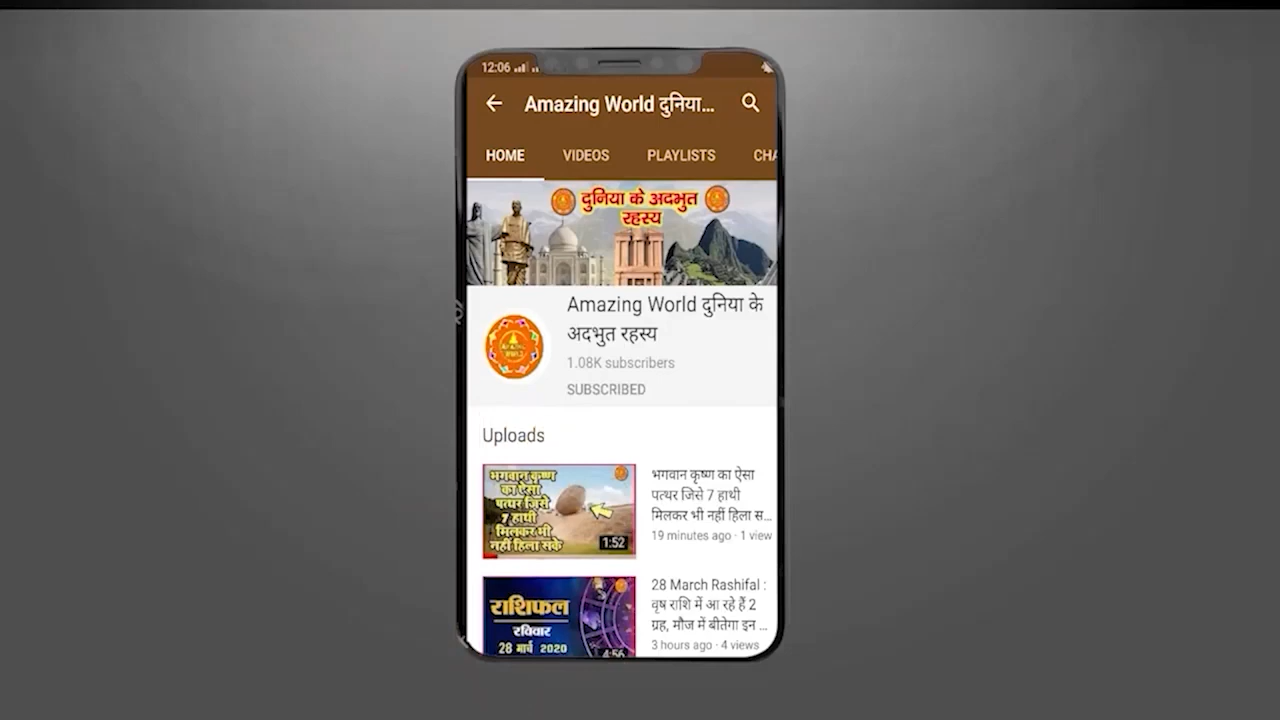 12:06
Amazing World दुनिया...
HOME VIDEOS PLAYLISTS CHA
दुनिया के अदभुत
रहस्य
Amazing World दुनिया के
अदभुत रहस्य
1.08K subscribers
SUBSCRIBED
Uploads
भगवान कृष्ण
का ऐसा
पत्थर जिसे
7 हाथी
मिलकर भी
नहीं हिला सके
1:52
भगवान कृष्ण का ऐसा
पत्थर जिसे 7 हाथी
मिलकर भी नहीं हिला स...
19 minutes ago · 1 view
राशिफल
रविवार
28 मार्च 2020
4:56
28 March Rashifal :
वृष राशि में आ रहे हैं 2
ग्रह, मौज में बीतेगा इन ...
3 hours ago · 4 views